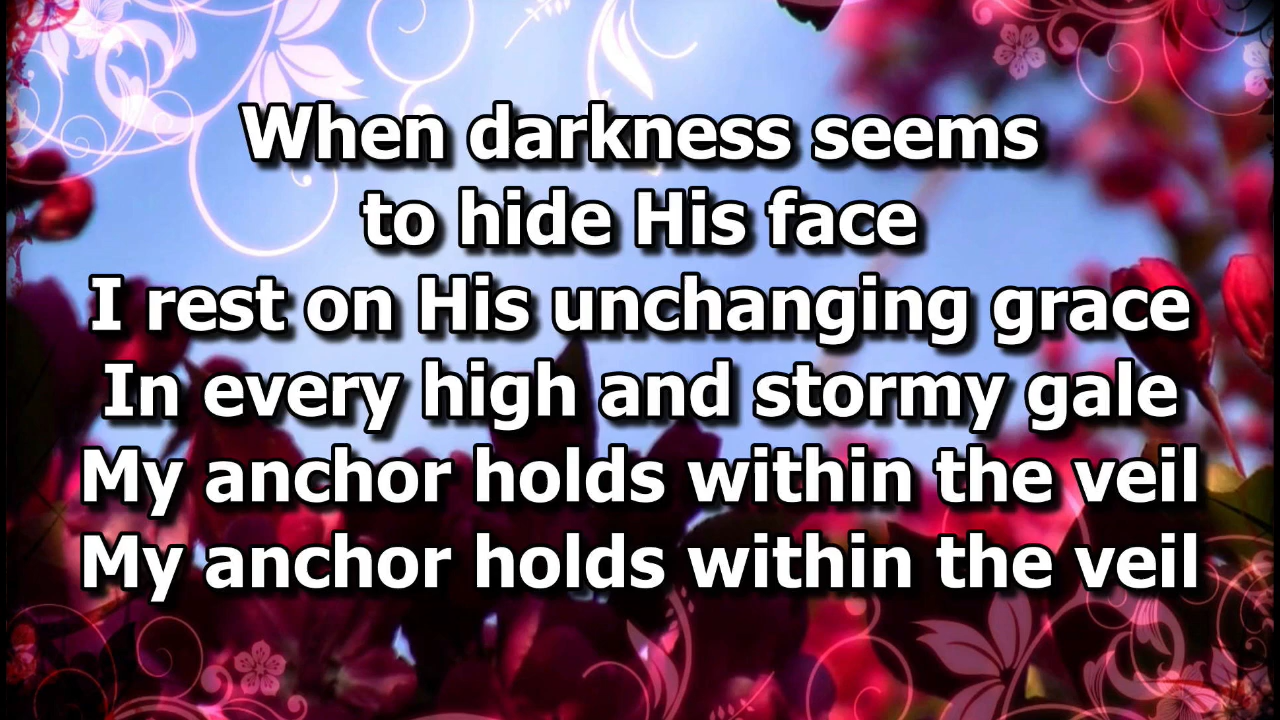 When darkness seems
to hide His face
I rest on His unchanging grace
In every high and stormy gale
My anchor holds within the veil
My anchor holds within the veil